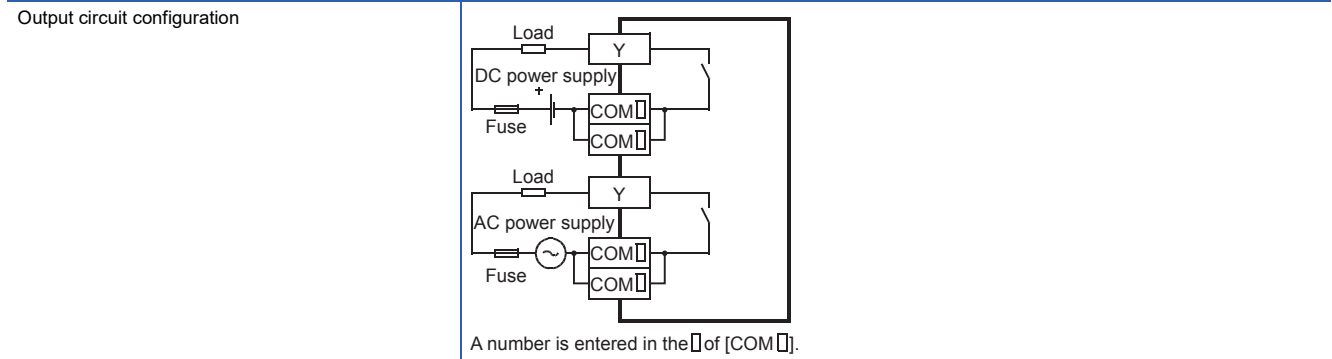 Output circuit configuration
Load
Y
DC power supply
+
COM▯
Fuse
COM▯
Load
Y
AC power supply
COM▯
Fuse
COM▯
A number is entered in the ▯ of [COM ▯].